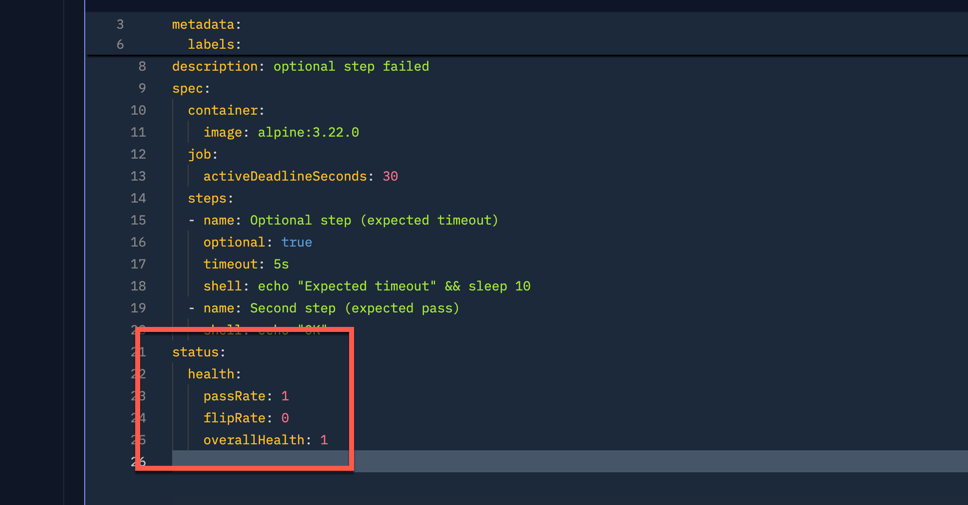 3 metadata:
6 labels:
8 description: optional step failed
9 spec:
10 container:
11 image: alpine:3.22.0
12 job:
13 activeDeadlineSeconds: 30
14 steps:
15 - name: Optional step (expected timeout)
16 optional: true
17 timeout: 5s
18 shell: echo "Expected timeout" && sleep 10
19 - name: Second step (expected pass)
20 shell: echo "OK"
21 status:
22 health:
23 passRate: 1
24 flipRate: 0
25 overallHealth: 1
26